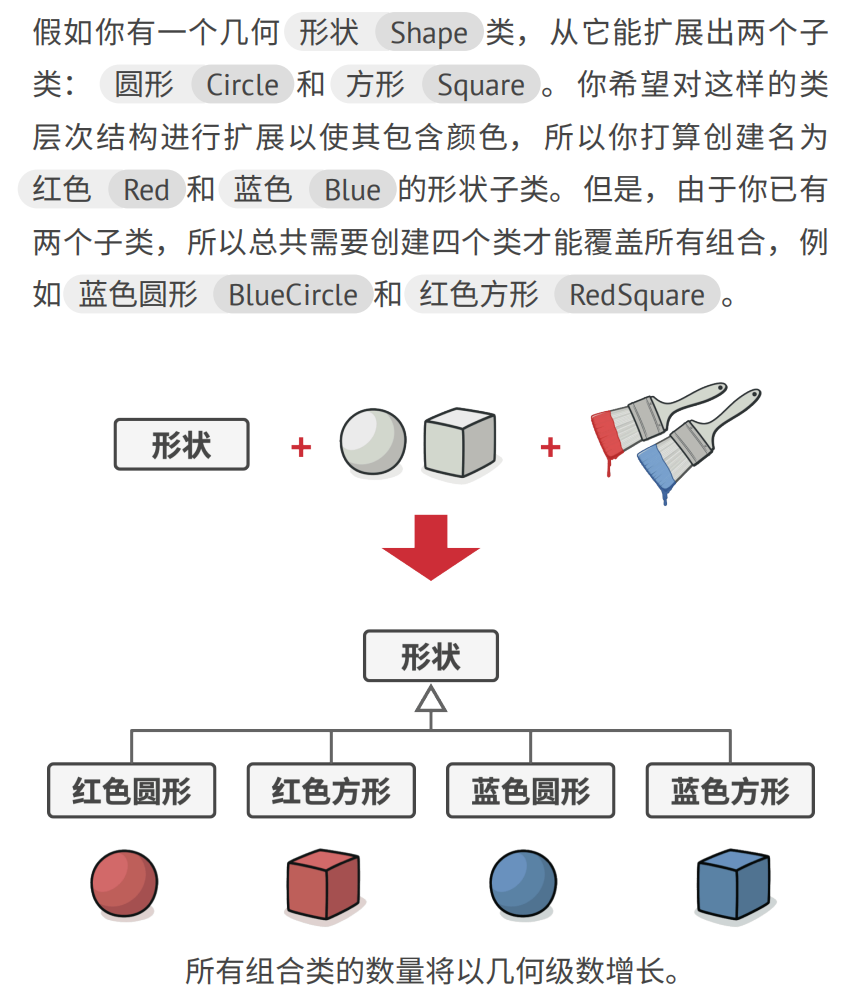 假如你有一个几何 形状 Shape 类， 从它能扩展出两个子
类： 圆形 Circle 和 方形 Square 。 你希望对这样的类
层次结构进行扩展以使其包含颜色， 所以你打算创建名为
红色 Red 和 蓝色 Blue 的形状子类。 但是， 由于你已有
两个子类， 所以总共需要创建四个类才能覆盖所有组合， 例
如 蓝色圆形 BlueCircle 和 红色方形 RedSquare 。
形状 + +
形状
红色圆形 红色方形 蓝色圆形 蓝色方形
所有组合类的数量将以几何级数增长。